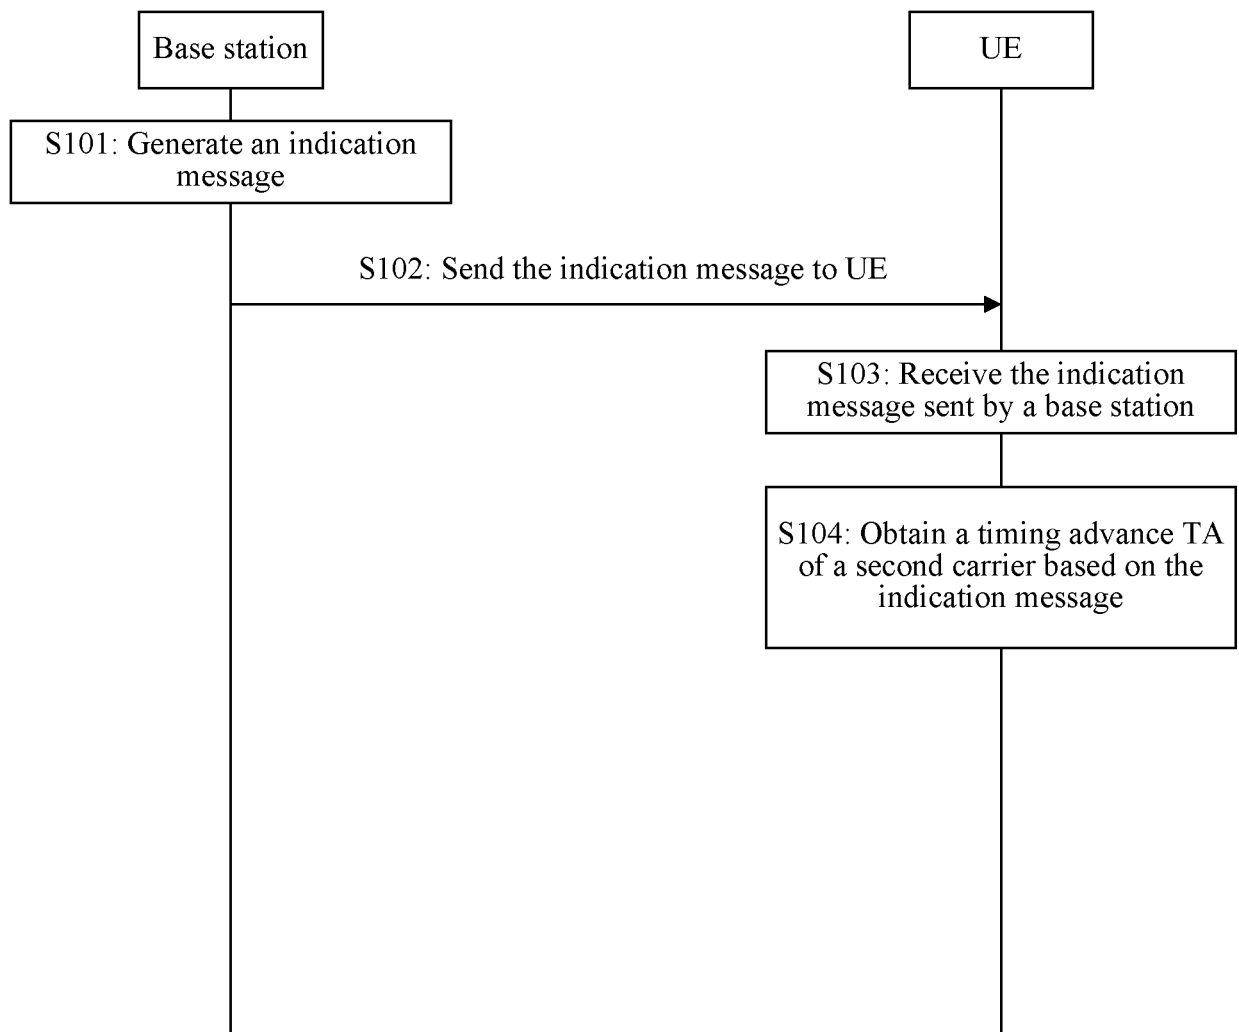 Base station
UE
S101: Generate an indication
message
S102: Send the indication message to UE
S103: Receive the indication
message sent by a base station
S104: Obtain a timing advance TA
of a second carrier based on the
indication message